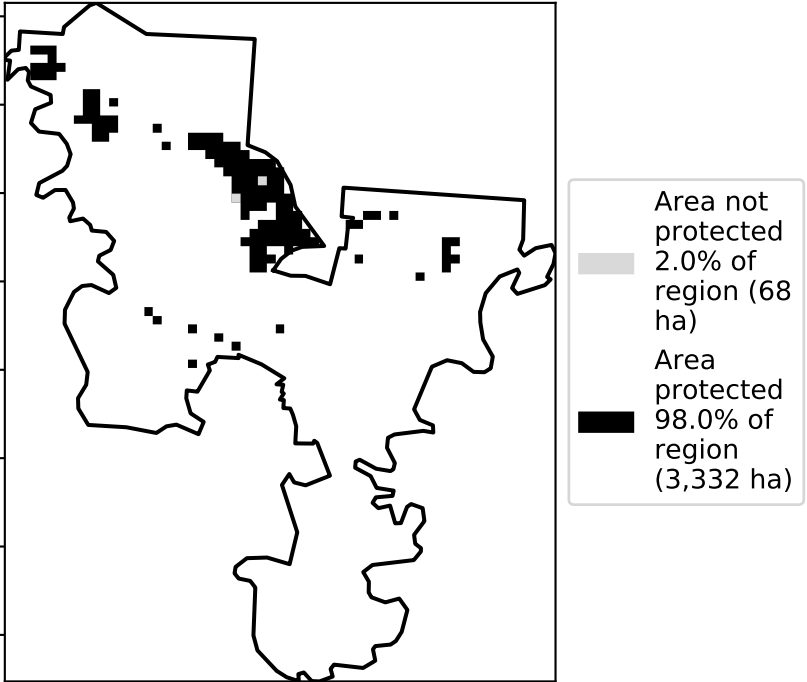 Area not
protected
2.0% of
region (68
ha)
Area
protected
98.0% of
region
(3,332 ha)